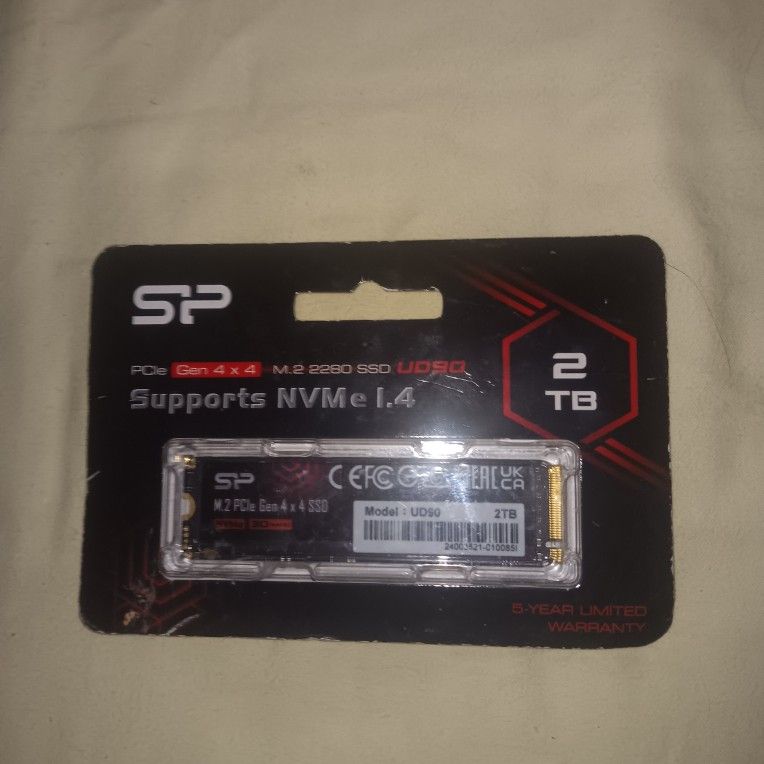 SP
PCIe Gen 4 x 4 M.2 2280 SSD UD90
Supports NVMe 1.4
2
TB
SP
M.2 PCIe Gen 4 x 4 SSD
CE FC EAC UK
CA
Model : UD90 2TB
5-YEAR LIMITED
WARRANTY